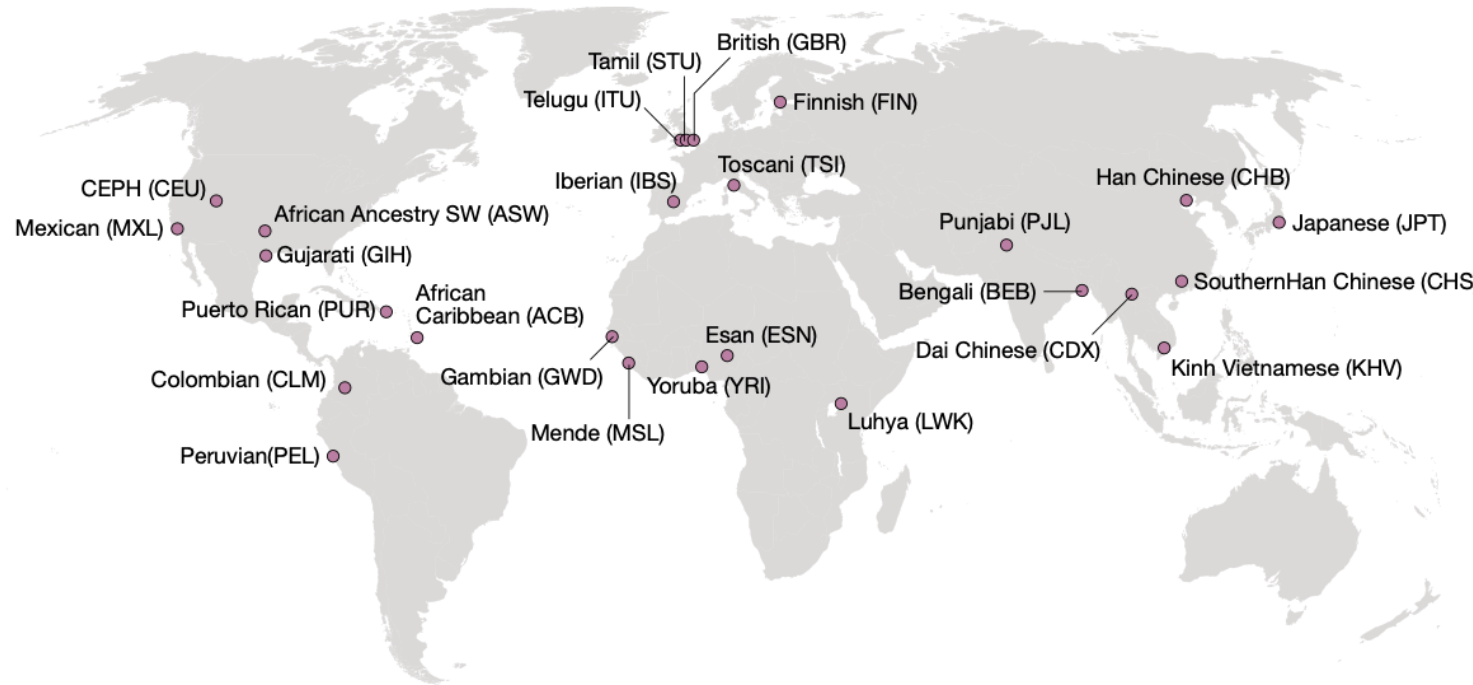 British (GBR)
Tamil (STU)
Telugu (ITU)
Finnish (FIN)
Toscani (TSI)
Iberian (IBS)
CEPH (CEU)
Han Chinese (CHB)
African Ancestry SW (ASW)
Mexican (MXL)
Punjabi (PJL)
Japanese (JPT)
Gujarati (GIH)
SouthernHan Chinese (CHS
Bengali (BEB)
African
Caribbean (ACB)
Puerto Rican (PUR)
Esan (ESN)
Dai Chinese (CDX)
Kinh Vietnamese (KHV)
Colombian (CLM)
Gambian (GWD)
Yoruba (YRI)
Luhya (LWK)
Mende (MSL)
Peruvian(PEL)